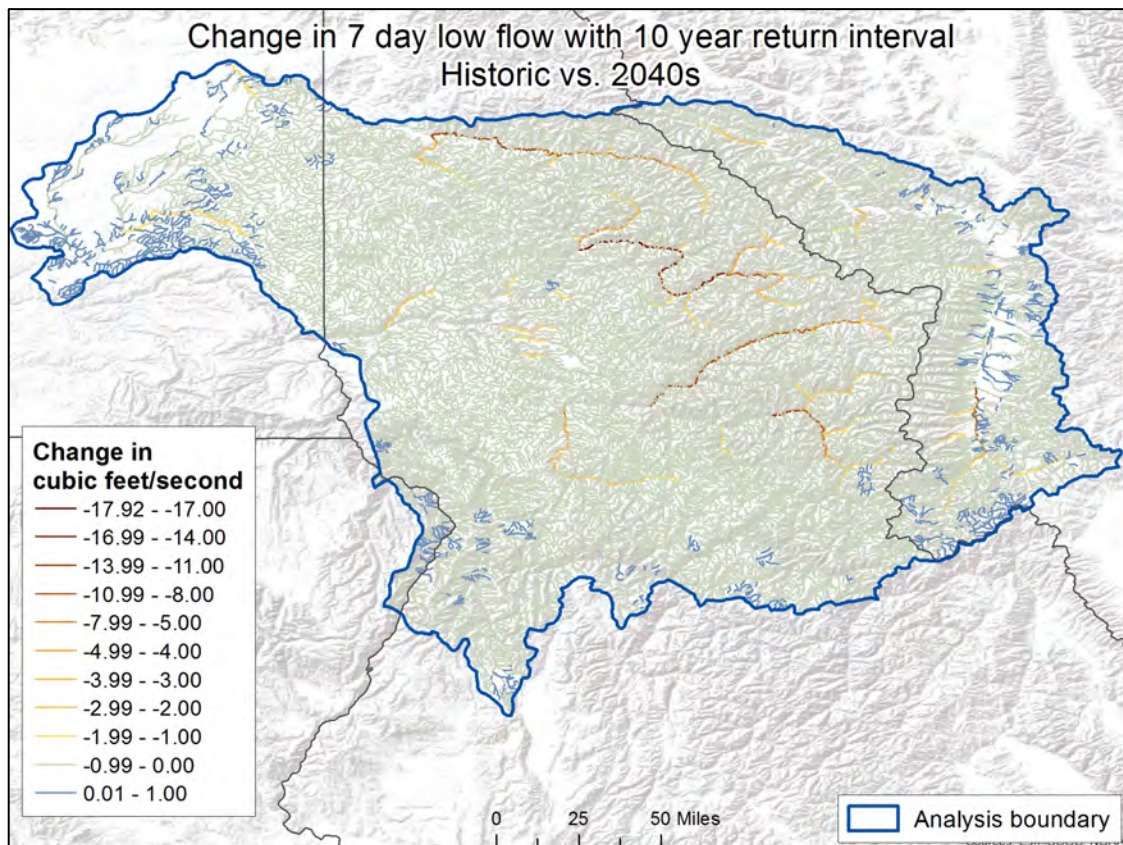 Change in 7 day low flow with 10 year return interval
Historic vs. 2040s
Change in
cubic feet/second
-17.92 - -17.00
-16.99 - -14.00
-13.99 - -11.00
-10.99 - -8.00
-7.99 - -5.00
-4.99 - -4.00
-3.99 - -3.00
-2.99 - -2.00
-1.99 - -1.00
-0.99 - 0.00
0.01 - 1.00
0 25 50 Miles
Analysis boundary